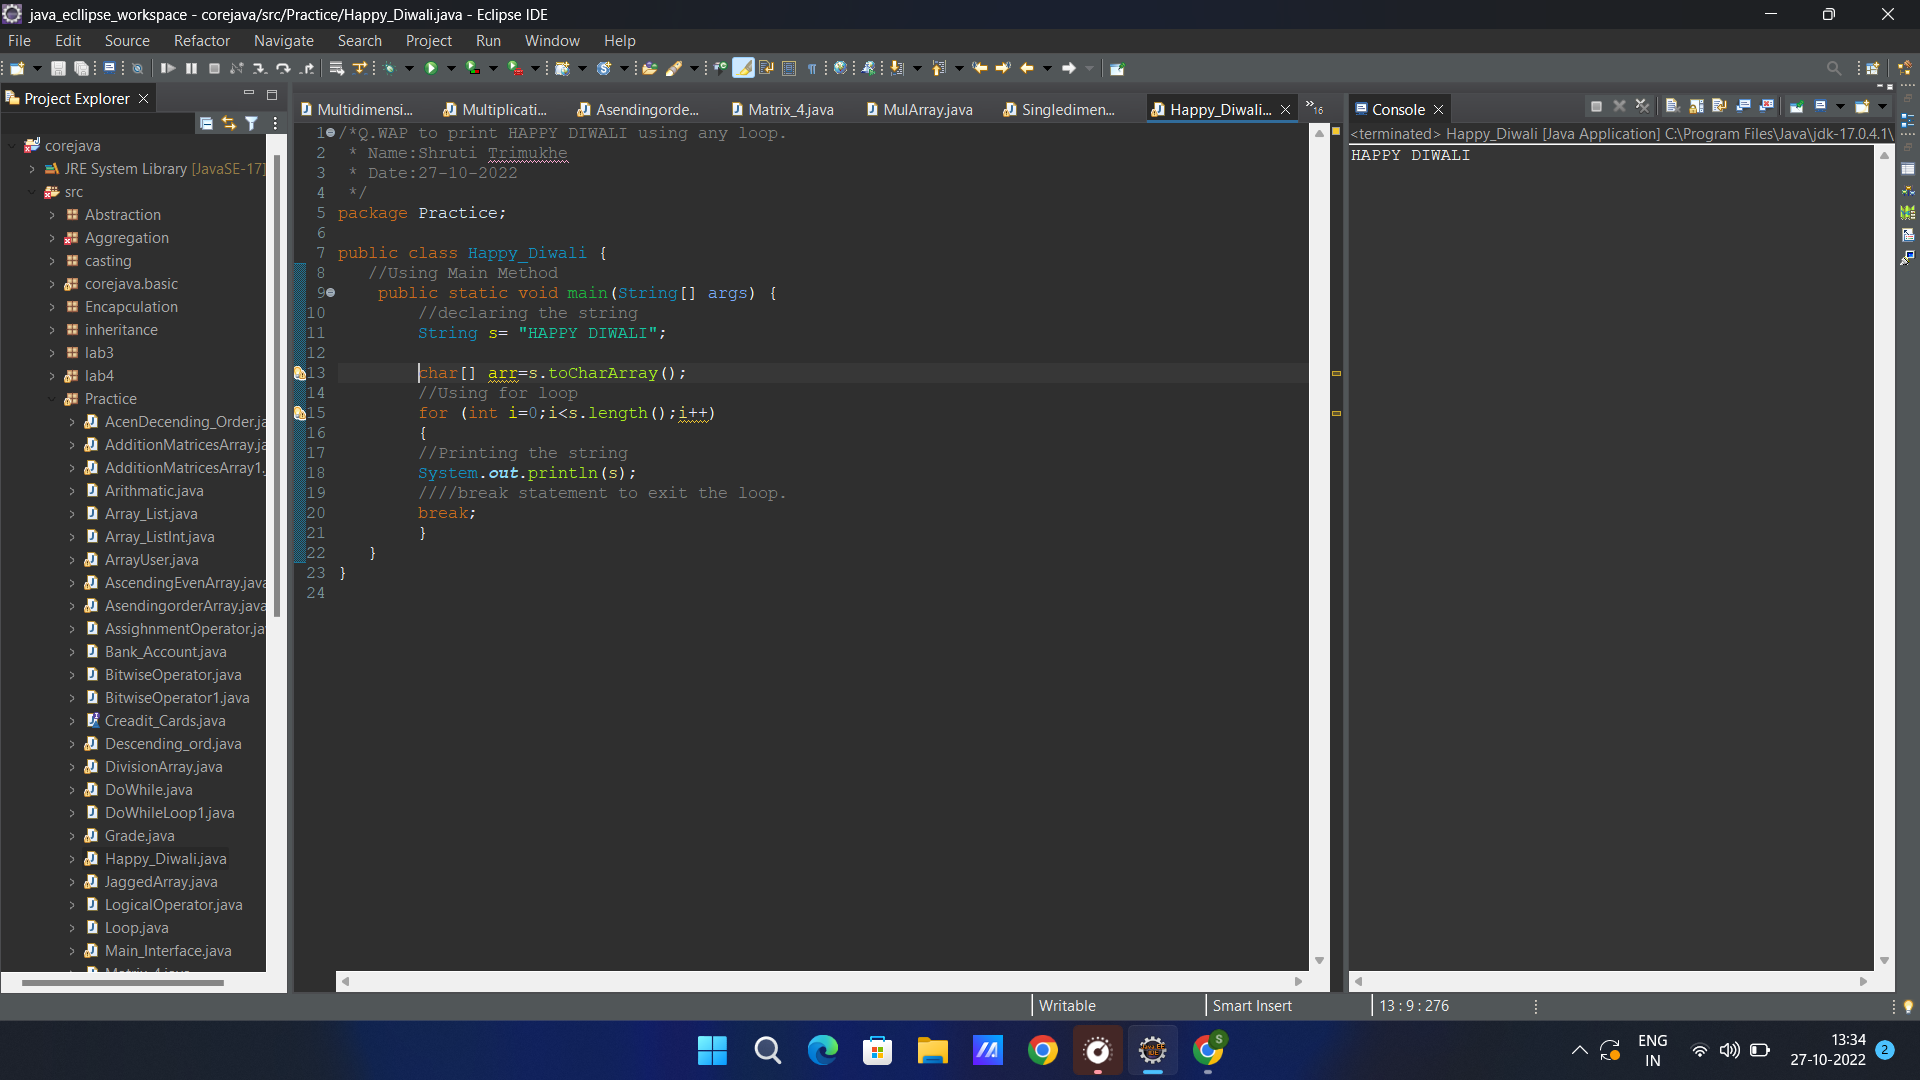 java_ecllipse_workspace - corejava/src/Practice/Happy_Diwali.java - Eclipse IDE
File Edit Source Refactor Navigate Search Project Run Window Help
Project Explorer
corejava
JRE System Library [JavaSE-17]
src
Abstraction
Aggregation
casting
corejava.basic
Encapculation
inheritance
lab3
lab4
Practice
AcenDecending_Order.ja
AdditionMatricesArray.ja
AdditionMatricesArray1.
Arithmatic.java
Array_List.java
Array_ListInt.java
ArrayUser.java
AscendingEvenArray.java
AsendingorderArray.java
AssighnmentOperator.ja
Bank_Account.java
BitwiseOperator.java
BitwiseOperator1.java
Creadit_Cards.java
Descending_ord.java
DivisionArray.java
DoWhile.java
DoWhileLoop1.java
Grade.java
Happy_Diwali.java
JaggedArray.java
LogicalOperator.java
Loop.java
Main_Interface.java
Matrix_4.java
Multidimensi... Multiplicati... Asendingorde... Matrix_4.java MulArray.java Singledimen... Happy_Diwali... »16
1 /*Q.WAP to print HAPPY DIWALI using any loop.
2 * Name:Shruti Trimukhe
3 * Date:27-10-2022
4 */
5 package Practice;
6
7 public class Happy_Diwali {
8 //Using Main Method
9 public static void main(String[] args) {
10 //declaring the string
11 String s= "HAPPY DIWALI";
12
13 char[] arr=s.toCharArray();
14 //Using for loop
15 for (int i=0;i<s.length();i++)
16 {
17 //Printing the string
18 System.out.println(s);
19 ////break statement to exit the loop.
20 break;
21 }
22 }
23 }
24
Console
<terminated> Happy_Diwali [Java Application] C:\Program Files\Java\jdk-17.0.4.1\
HAPPY DIWALI
Writable Smart Insert 13 : 9 : 276
ENG
IN
13:34
27-10-2022
2